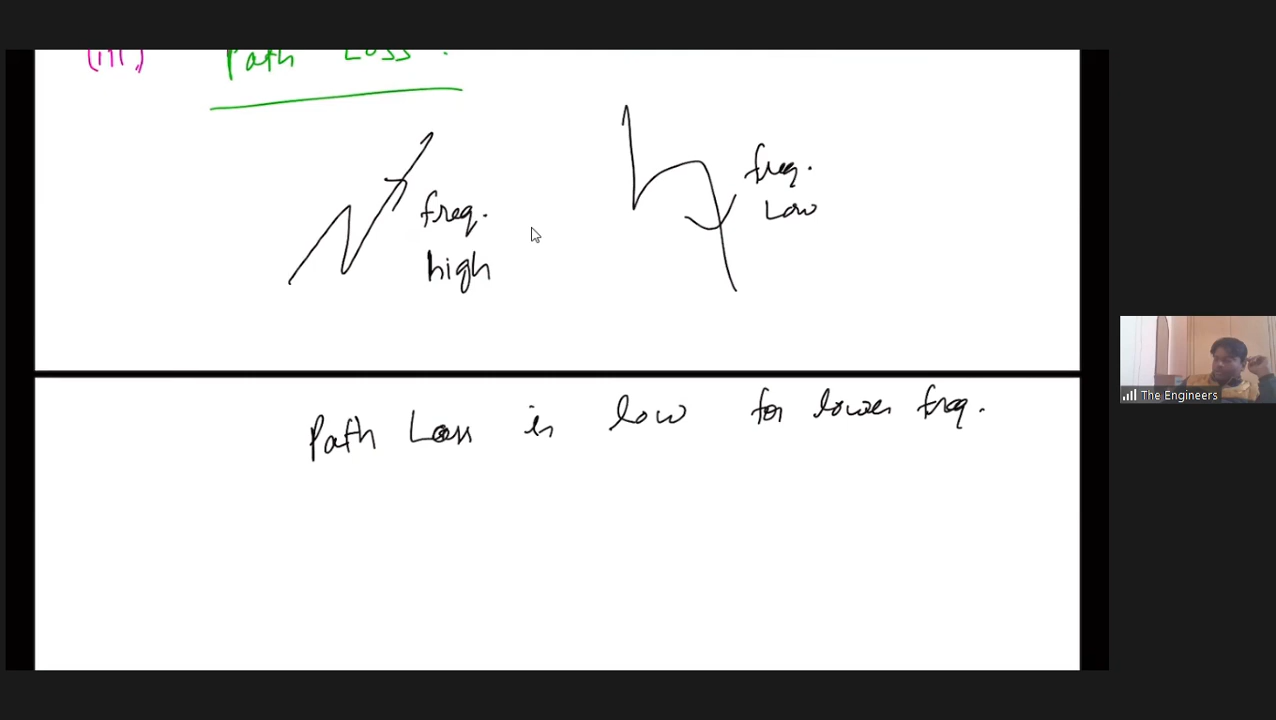 (iii) Path Loss :
freq.
high
freq.
Low
Path Loss is low for lower freq.
The Engineers